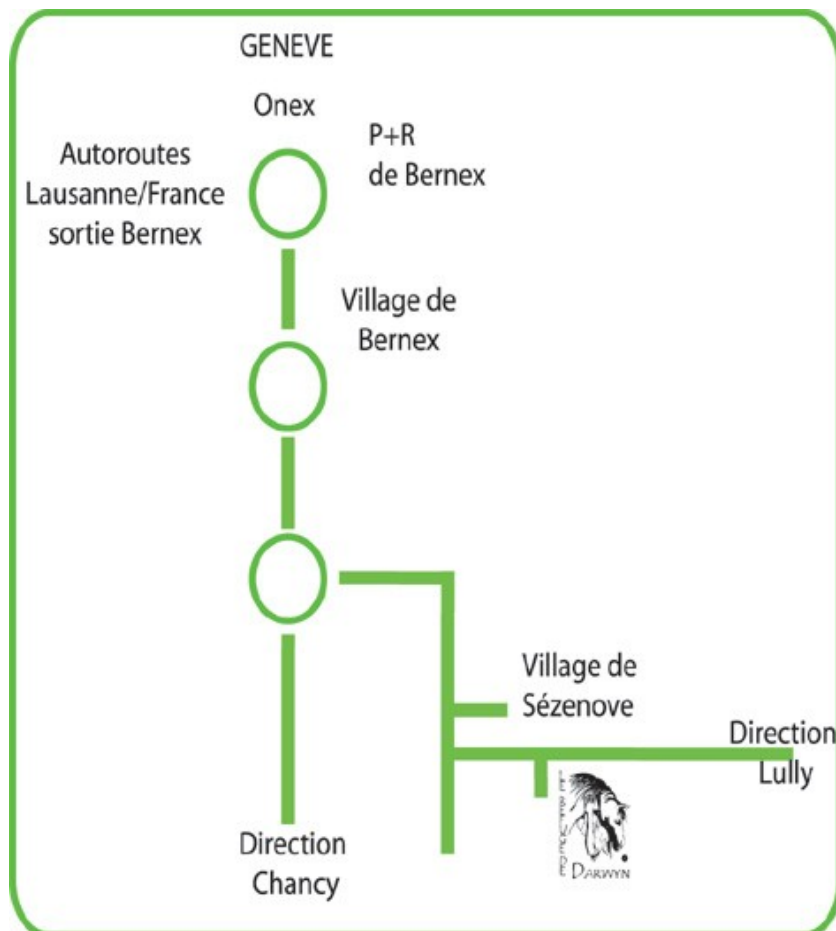 GENEVE
Onex
P+R
de Bernex
Autoroutes
Lausanne/France
sortie Bernex
Village de
Bernex
Village de
Sézenove
Direction
Lully
DARWYN
Direction
Chancy